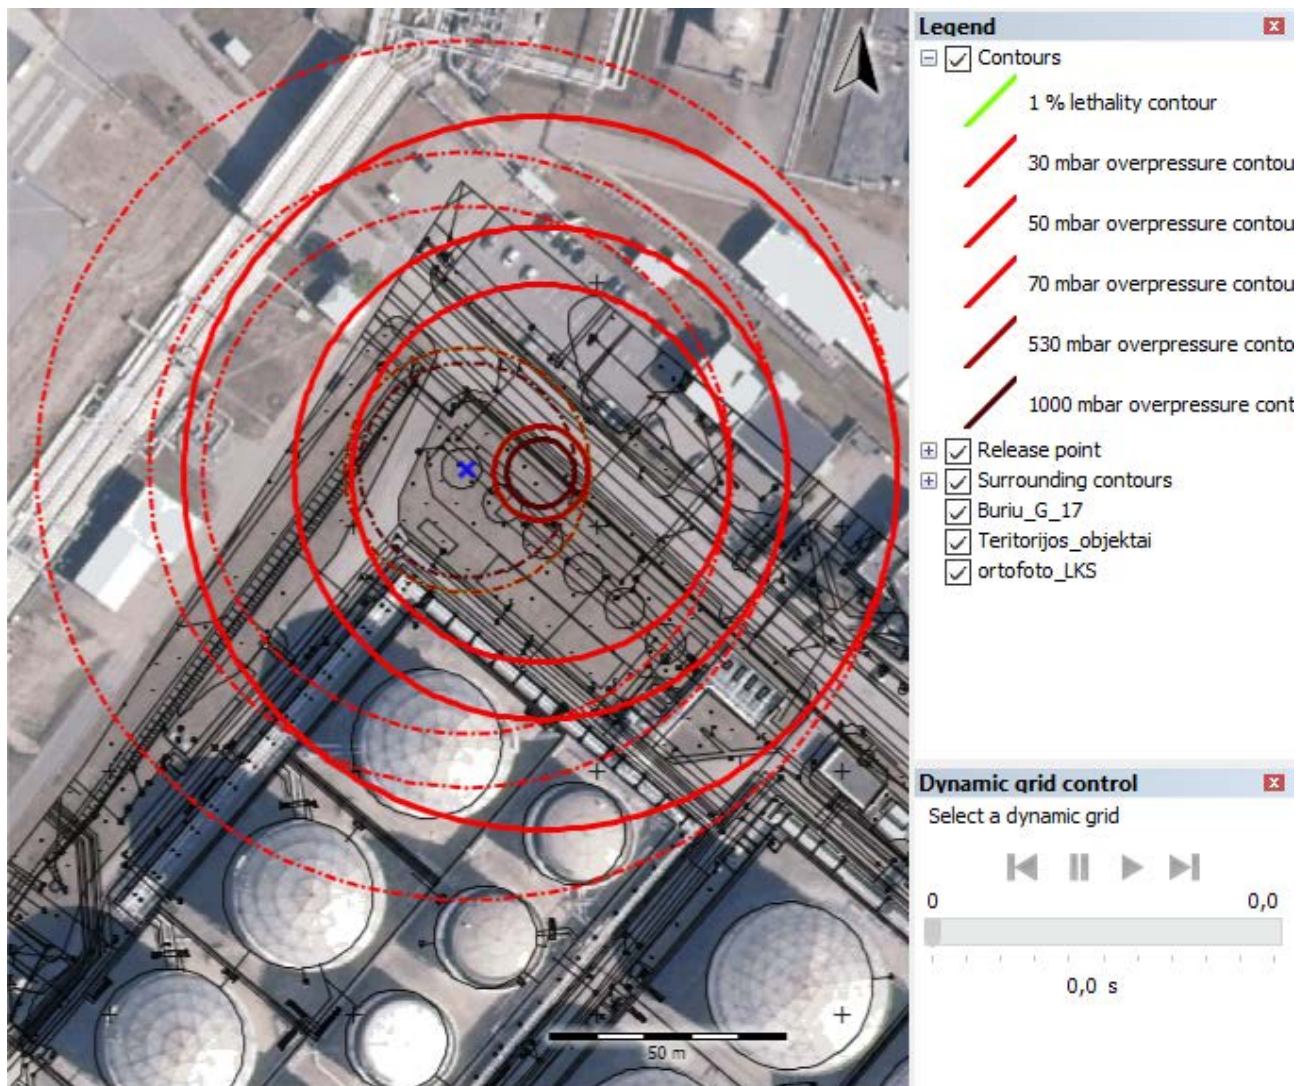 Legend
Contours
1 % lethality contour
30 mbar overpressure contou
50 mbar overpressure contou
70 mbar overpressure contou
530 mbar overpressure conto
1000 mbar overpressure cont
Release point
Surrounding contours
Buriu_G_17
Teritorijos_objektai
ortofoto_LKS
Dynamic grid control
Select a dynamic grid
0 0,0
0,0 s
50 m